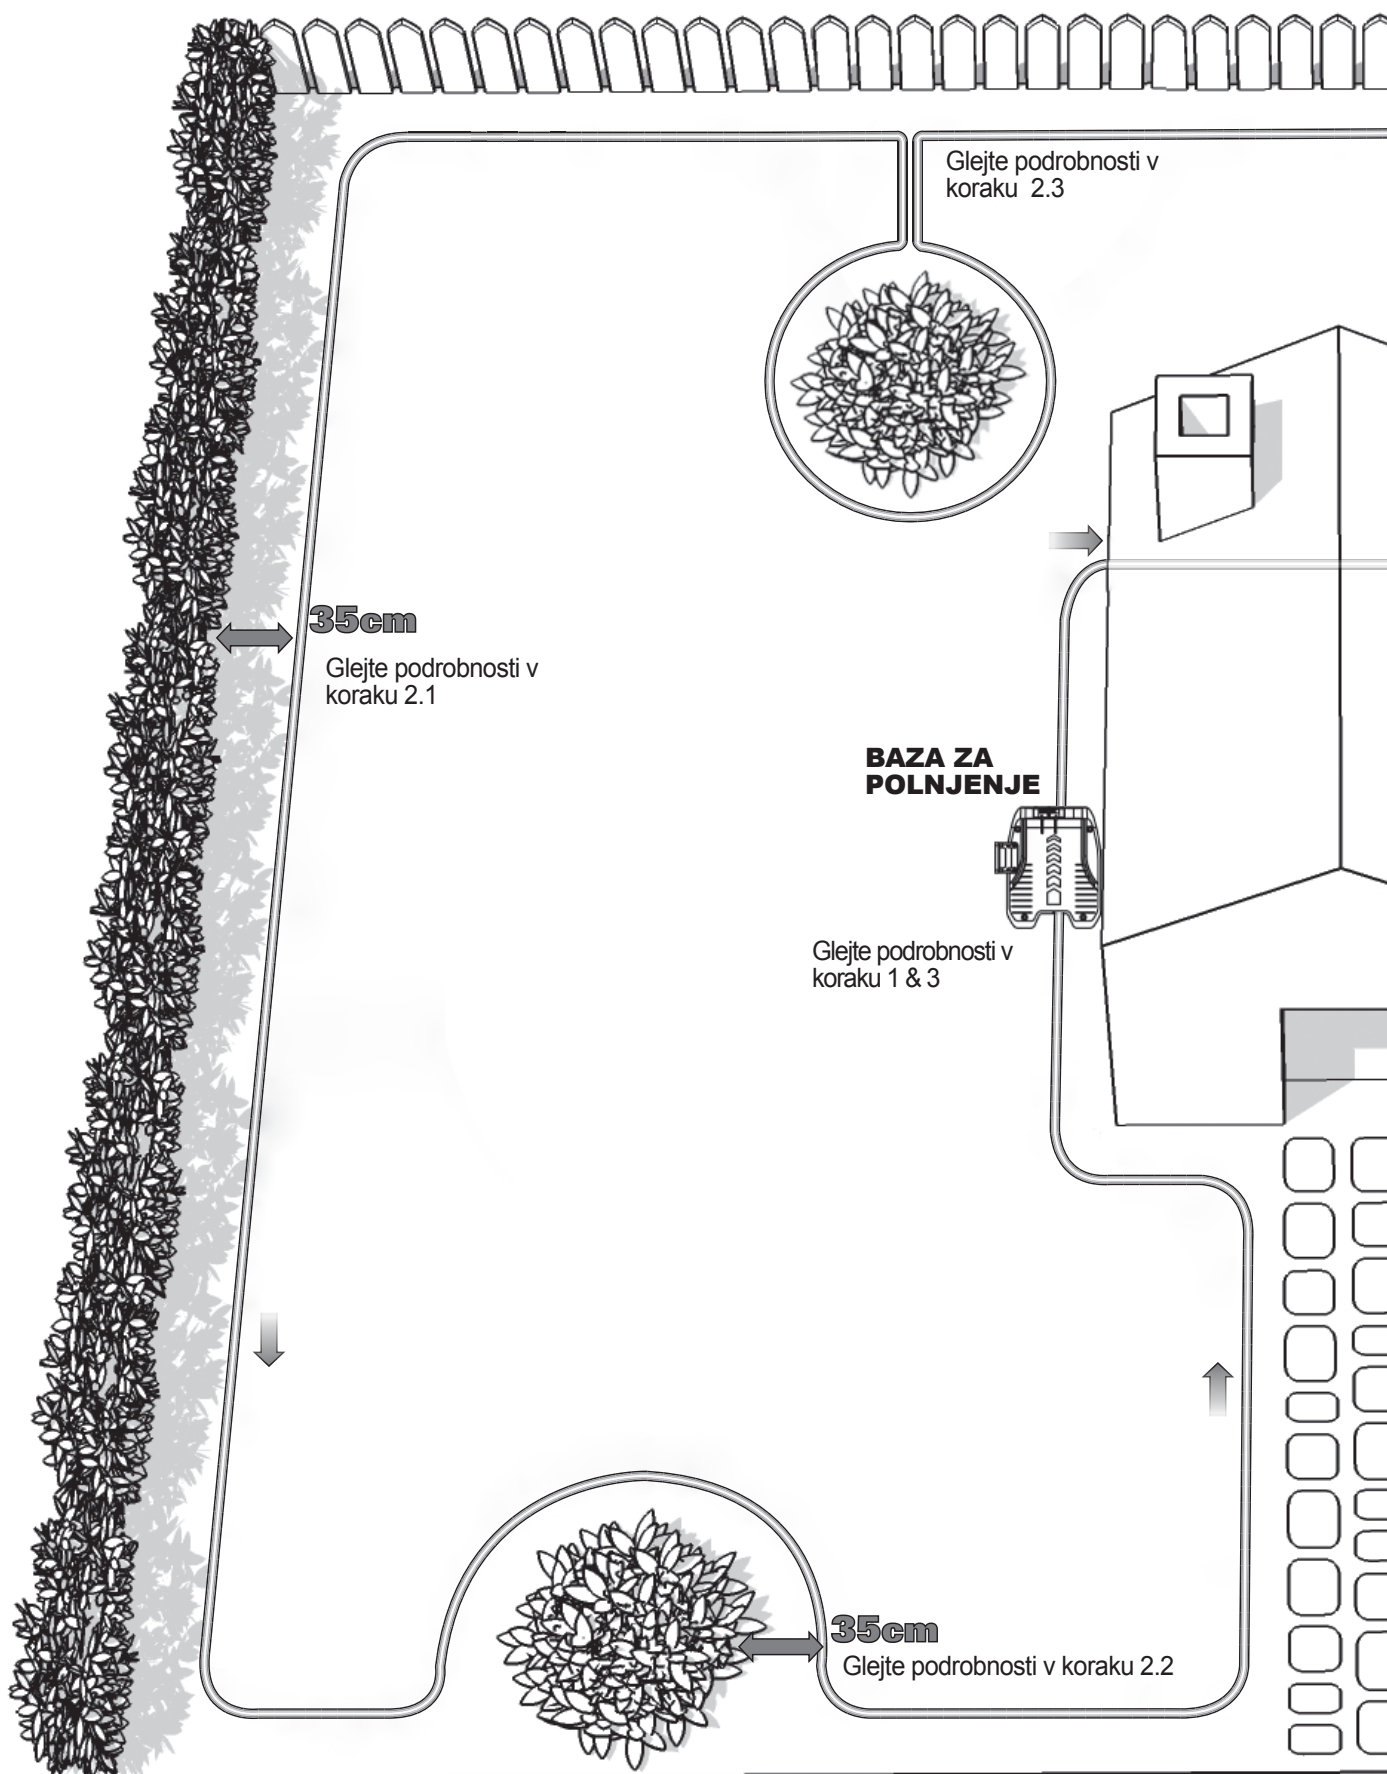 Glejte podrobnosti v
koraku 2.3
35cm
Glejte podrobnosti v
koraku 2.1
BAZA ZA
POLNJENJE
Glejte podrobnosti v
koraku 1 & 3
35cm
Glejte podrobnosti v koraku 2.2